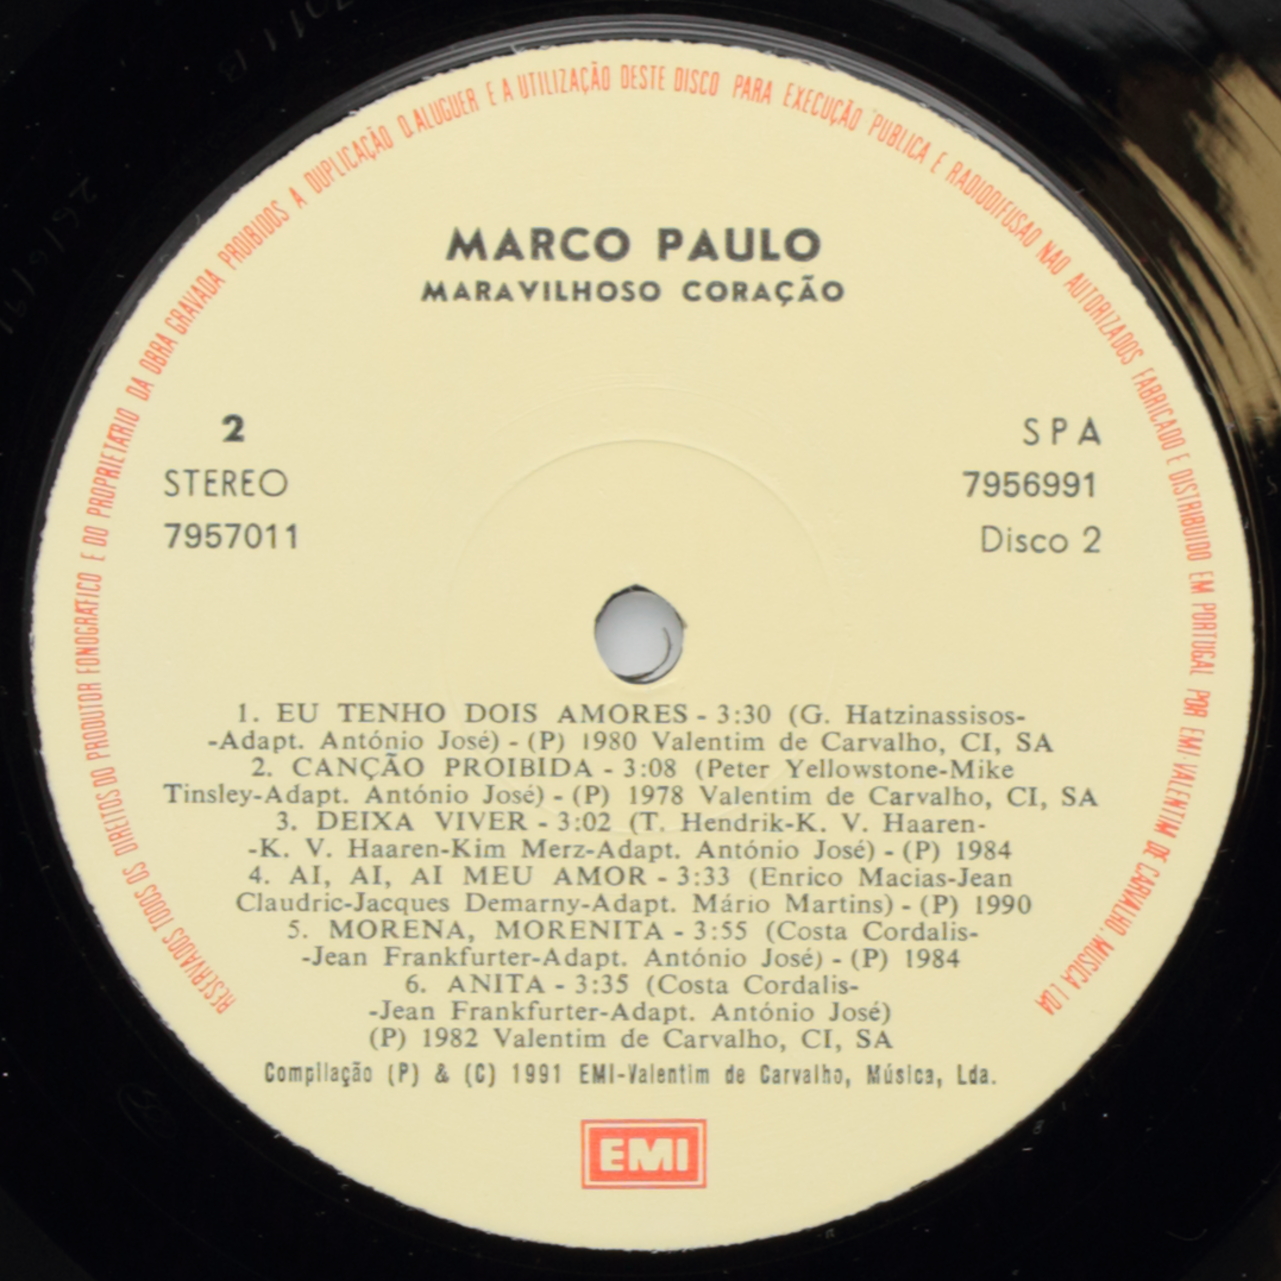 RESERVADOS TODOS OS DIREITOS DO PRODUTOR FONOGRÁFICO E DO PROPRIETÁRIO DA OBRA GRAVADA PROIBIDOS A DUPLICAÇÃO O ALUGUER E A UTILIZAÇÃO DESTE DISCO PARA EXECUÇÃO PUBLICA E RADIODIFUSAO NAO AUTORIZADOS FABRICADO E DISTRIBUIDO EM PORTUGAL POR EMI-VALENTIM DE CARVALHO, MUSICA LDA
MARCO PAULO
MARAVILHOSO CORAÇÃO
2
STEREO
7957011
SPA
7956991
Disco 2
1. EU TENHO DOIS AMORES - 3:30 (G. Hatzinassisos-
-Adapt. António José) - (P) 1980 Valentim de Carvalho, CI, SA
2. CANÇÃO PROIBIDA - 3:08 (Peter Yellowstone-Mike
Tinsley-Adapt. António José) - (P) 1978 Valentim de Carvalho, CI, SA
3. DEIXA VIVER - 3:02 (T. Hendrik-K. V. Haaren-
-K. V. Haaren-Kim Merz-Adapt. António José) - (P) 1984
4. AI, AI, AI MEU AMOR - 3:33 (Enrico Macias-Jean
Claudric-Jacques Demarny-Adapt. Mário Martins) - (P) 1990
5. MORENA, MORENITA - 3:55 (Costa Cordalis-
-Jean Frankfurter-Adapt. António José) - (P) 1984
6. ANITA - 3:35 (Costa Cordalis-
-Jean Frankfurter-Adapt. António José)
(P) 1982 Valentim de Carvalho, CI, SA
Compilação (P) & (C) 1991 EMI-Valentim de Carvalho, Música, Lda.
EMI